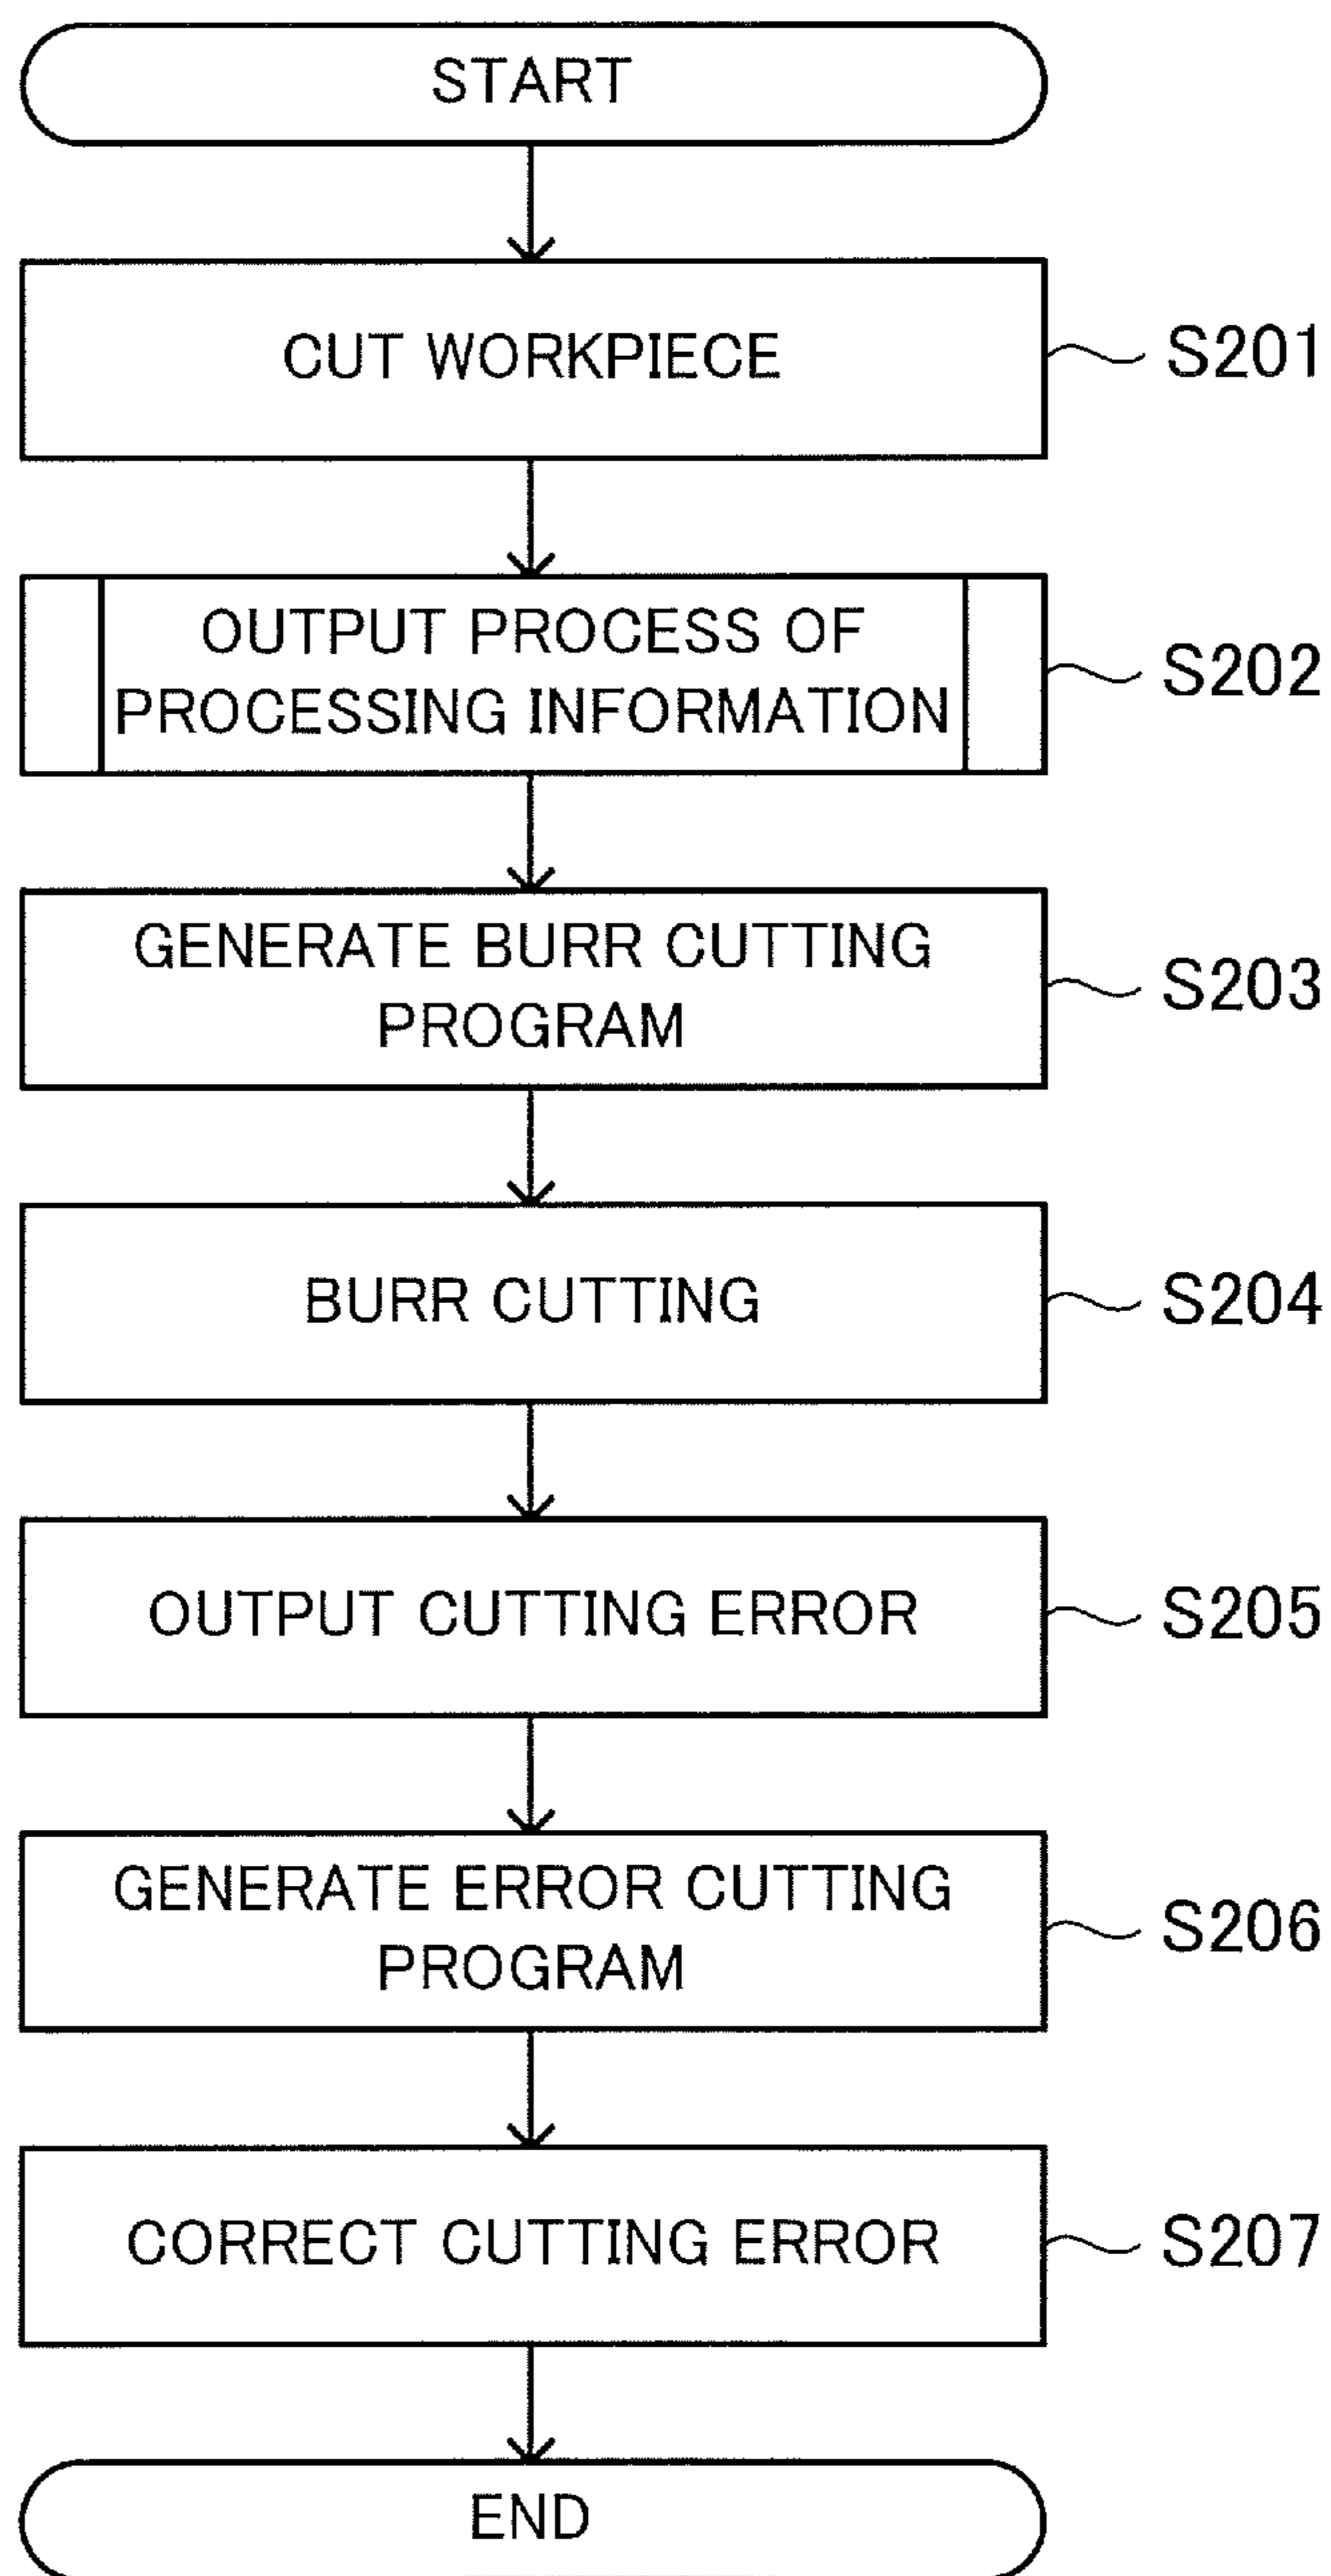 START
CUT WORKPIECE
S201
OUTPUT PROCESS OF
PROCESSING INFORMATION
S202
GENERATE BURR CUTTING
PROGRAM
S203
BURR CUTTING
S204
OUTPUT CUTTING ERROR
S205
GENERATE ERROR CUTTING
PROGRAM
S206
CORRECT CUTTING ERROR
S207
END